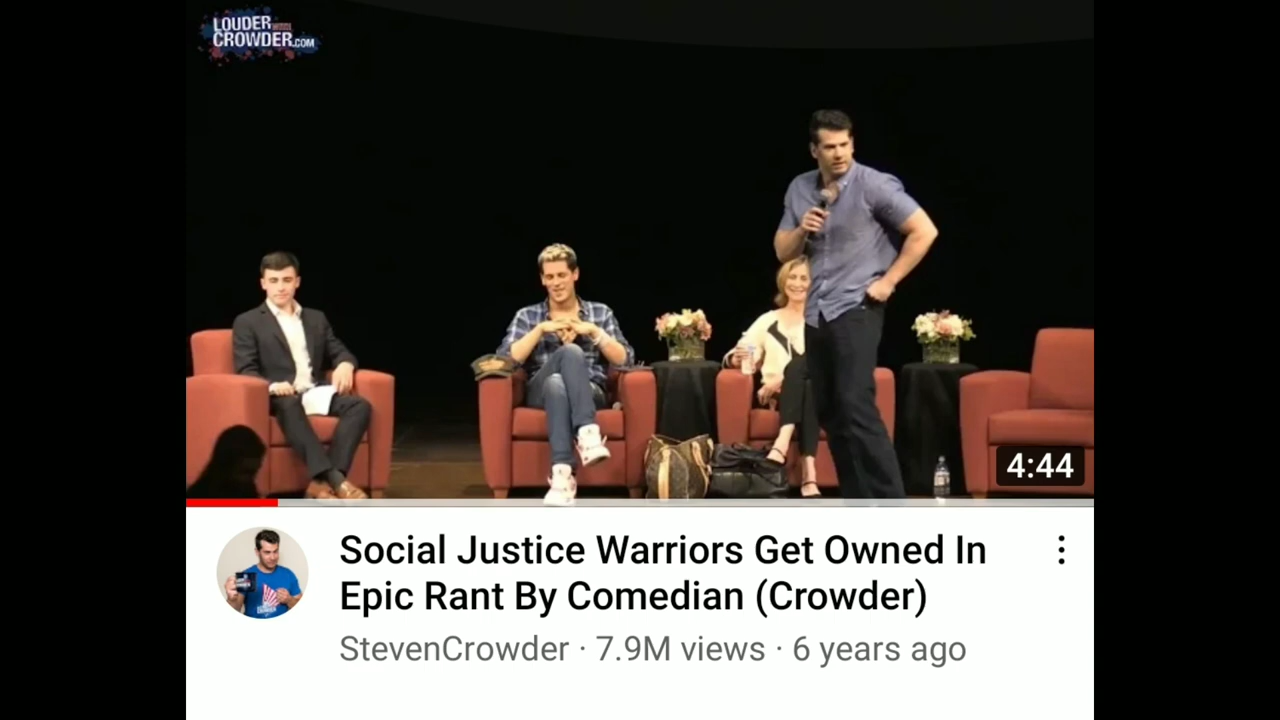 LOUDER
CROWDER.COM
4:44
Social Justice Warriors Get Owned In
Epic Rant By Comedian (Crowder)
StevenCrowder · 7.9M views · 6 years ago